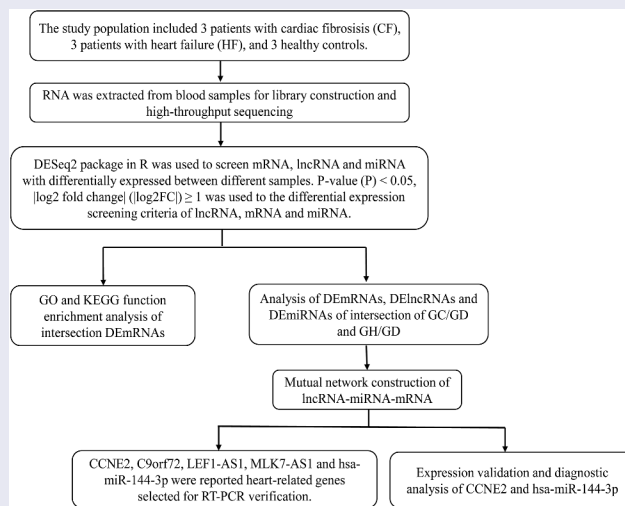 The study population included 3 patients with cardiac fibrosisis (CF),
3 patients with heart failure (HF), and 3 healthy controls.
RNA was extracted from blood samples for library construction and
high-throughput sequencing
DESeq2 package in R was used to screen mRNA, lncRNA and miRNA
with differentially expressed between different samples. P-value (P) < 0.05,
|log2 fold change| (|log2FC|) ≥ 1 was used to the differential expression
screening criteria of lncRNA, mRNA and miRNA.
GO and KEGG function
enrichment analysis of
intersection DEmRNAs
Analysis of DEmRNAs, DElncRNAs and
DEmiRNAs of intersection of GC/GD
and GH/GD
Mutual network construction of
lncRNA-miRNA-mRNA
CCNE2, C9orf72, LEF1-AS1, MLK7-AS1 and hsa-
miR-144-3p were reported heart-related genes
selected for RT-PCR verification.
Expression validation and diagnostic
analysis of CCNE2 and hsa-miR-144-3p